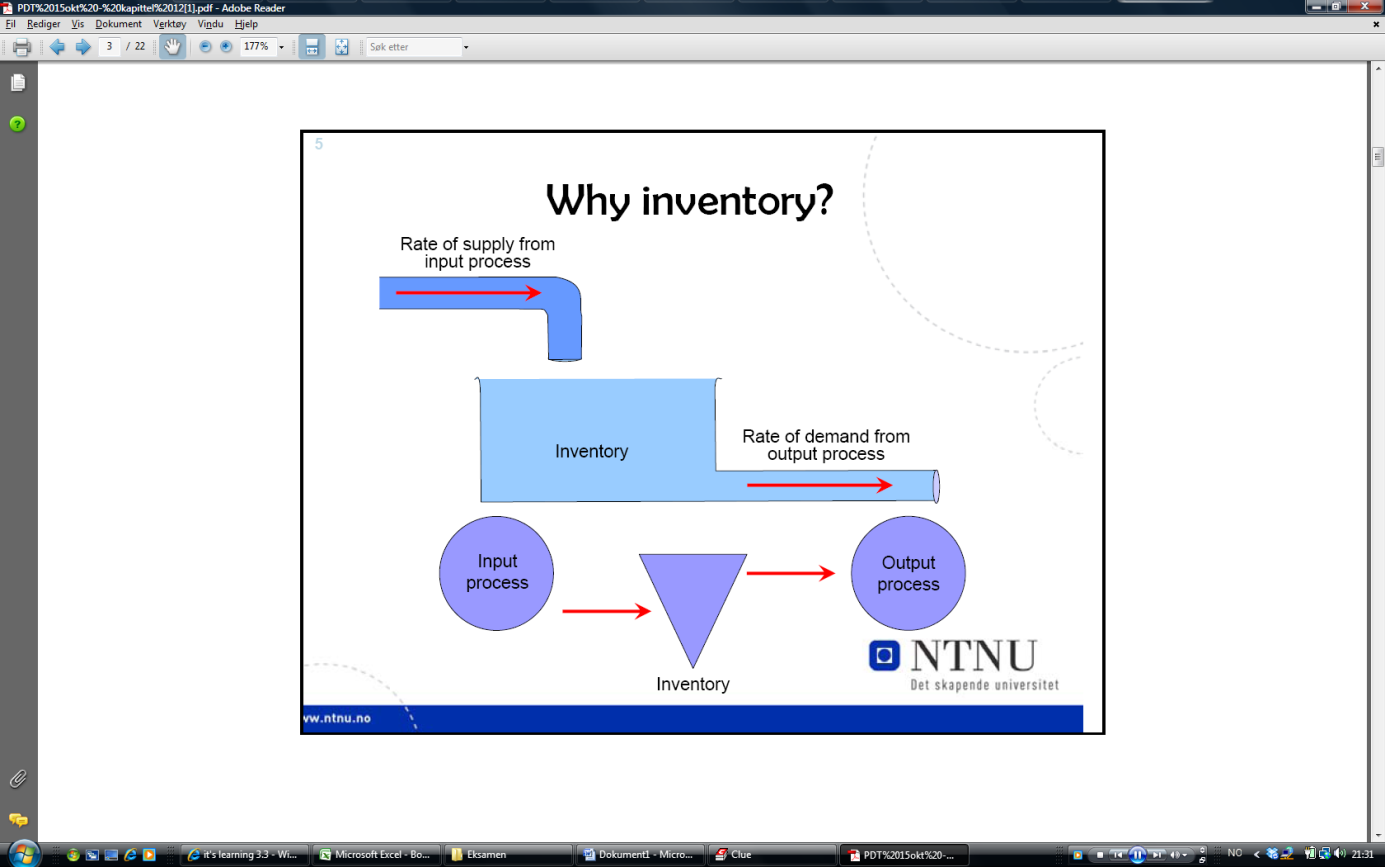 PDT%2015okt%20-%20kapittel%2012[1].pdf - Adobe Reader
Fil Rediger Vis Dokument Verktøy Vindu Hjelp
3 / 22 177% Søk etter
5
Why inventory?
Rate of supply from
input process
Inventory
Rate of demand from
output process
Input
process
Output
process
Inventory
NTNU
Det skapende universitet
www.ntnu.no
it's learning 3.3 - Wi... Microsoft Excel - Bo... Eksamen Dokument1 - Micro... Clue PDT%2015okt%20-... NO 21:31